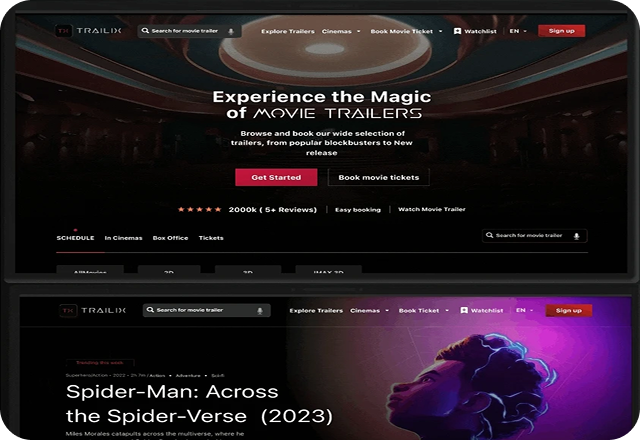 TX TRAILIX Search for movie trailer Explore Trailers Cinemas Book Movie Ticket Watchlist EN Sign up
Experience the Magic
of MOVIE TRAILERS
Browse and book our wide selection of
trailers, from popular blockbusters to New
release
Get Started Book movie tickets
2000k ( 5+ Reviews) Easy booking Watch Movie Trailer
SCHEDULE In Cinemas Box Office Tickets Search for movie trailer
AllMovies 2D 3D IMAX 3D
TX TRAILIX Search for movie trailer Explore Trailers Cinemas Book Ticket Watchlist EN Sign up
Trending this week
SuperheroAction • 2022 • 2h 7m / Action • Adventure • Sci-fi
Spider-Man: Across
the Spider-Verse (2023)
Miles Morales catapults across the multiverse, where he